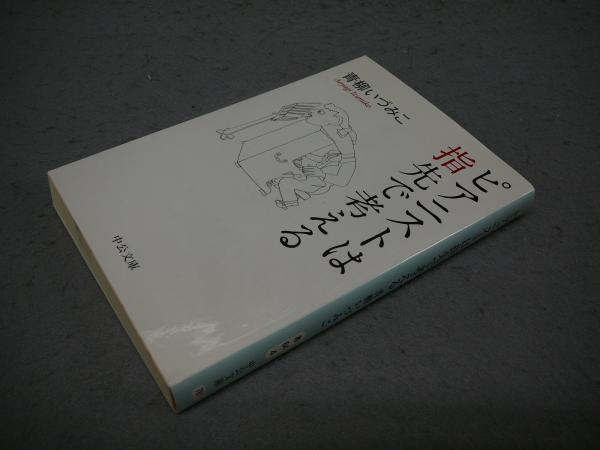 ピアニストは
指先で考える
青柳いづみこ
Aoyagi Izumiko
中公文庫